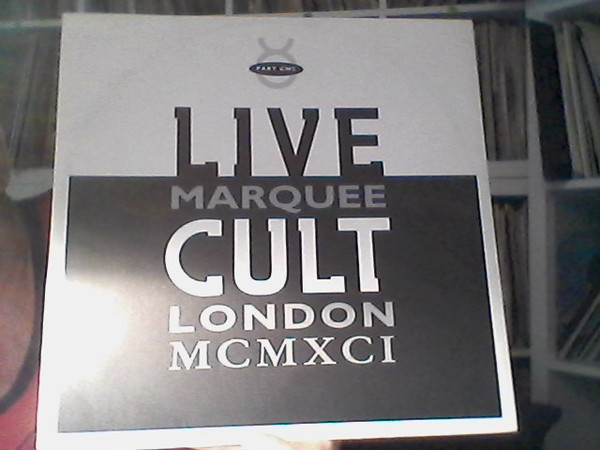 PART ONE
LIVE
MARQUEE
CULT
LONDON
MCMXCI